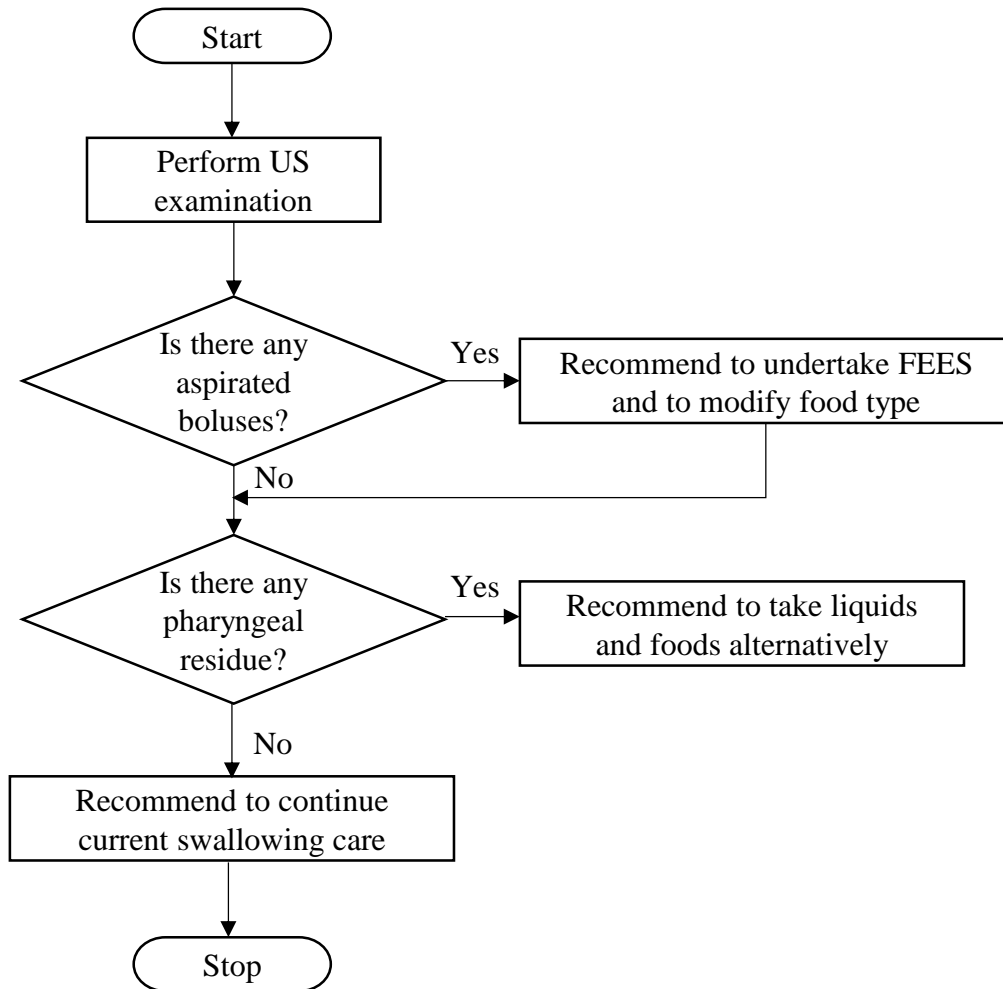 Start
Perform US
examination
Is there any
aspirated
boluses?
Yes
Recommend to undertake FEES
and to modify food type
No
Is there any
pharyngeal
residue?
Yes
Recommend to take liquids
and foods alternatively
No
Recommend to continue
current swallowing care
Stop